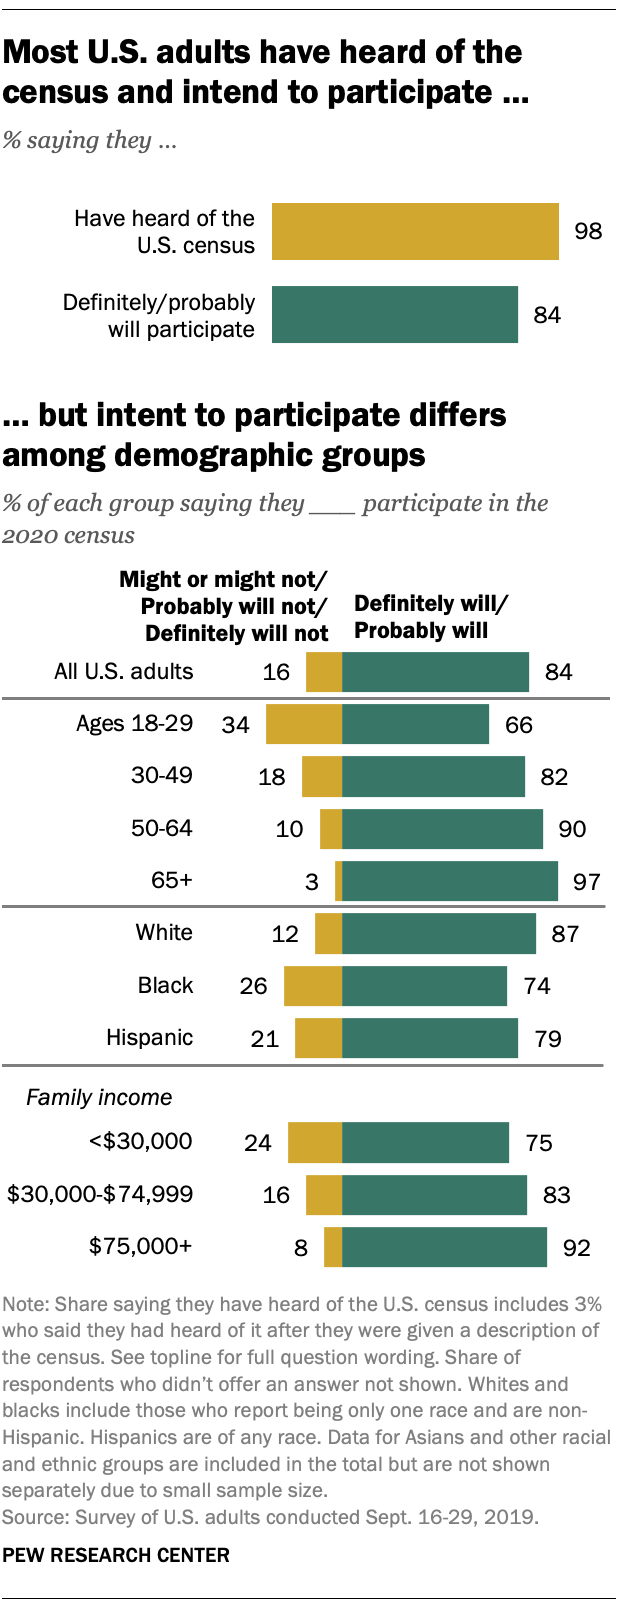 Most U.S. adults have heard of the
census and intend to participate ...
% saying they ...
Have heard of the
U.S. census
98
Definitely/probably
will participate
84
... but intent to participate differs
among demographic groups
% of each group saying they ___ participate in the
2020 census
Might or might not/
Probably will not/
Definitely will not
Definitely will/
Probably will
All U.S. adults 16 84
Ages 18-29 34 66
30-49 18 82
50-64 10 90
65+ 3 97
White 12 87
Black 26 74
Hispanic 21 79
Family income
<$30,000 24 75
$30,000-$74,999 16 83
$75,000+ 8 92
Note: Share saying they have heard of the U.S. census includes 3%
who said they had heard of it after they were given a description of
the census. See topline for full question wording. Share of
respondents who didn't offer an answer not shown. Whites and
blacks include those who report being only one race and are non-
Hispanic. Hispanics are of any race. Data for Asians and other racial
and ethnic groups are included in the total but are not shown
separately due to small sample size.
Source: Survey of U.S. adults conducted Sept. 16-29, 2019.
PEW RESEARCH CENTER